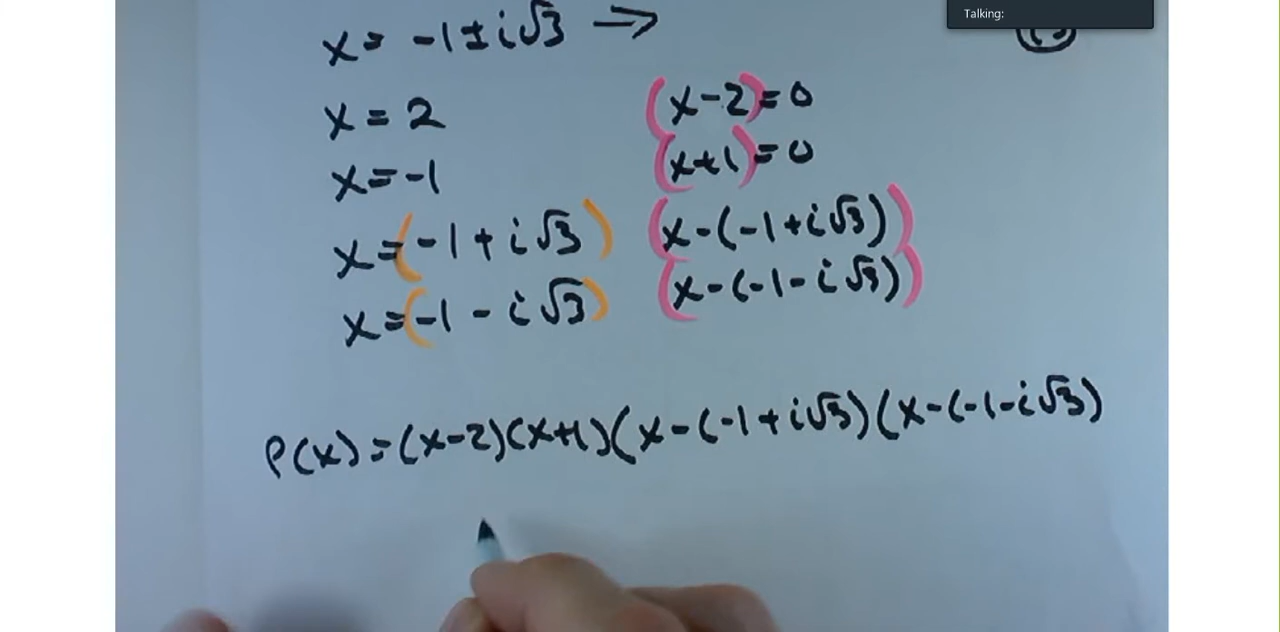 Talking:
x = -1 ± i√3 →
x = 2 (x-2) = 0
x = -1 (x+1) = 0
x = (-1 + i√3) (x-(-1+i√3))
x = (-1 - i√3) (x-(-1-i√3))
P(x) = (x-2)(x+1)(x-(-1+i√3)(x-(-1-i√3)